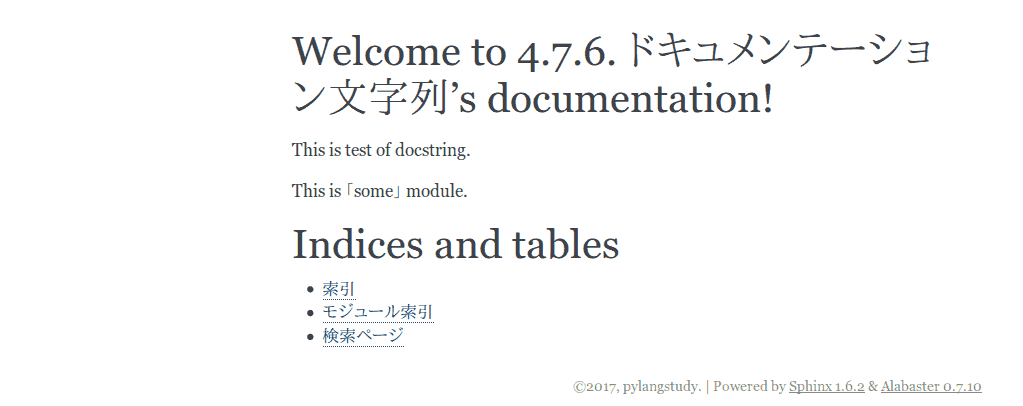 Welcome to 4.7.6. ドキュメンテーショ
ン文字列’s documentation!
This is test of docstring.
This is「some」module.
Indices and tables
索引
モジュール索引
検索ページ
©2017, pylangstudy. | Powered by Sphinx 1.6.2 & Alabaster 0.7.10